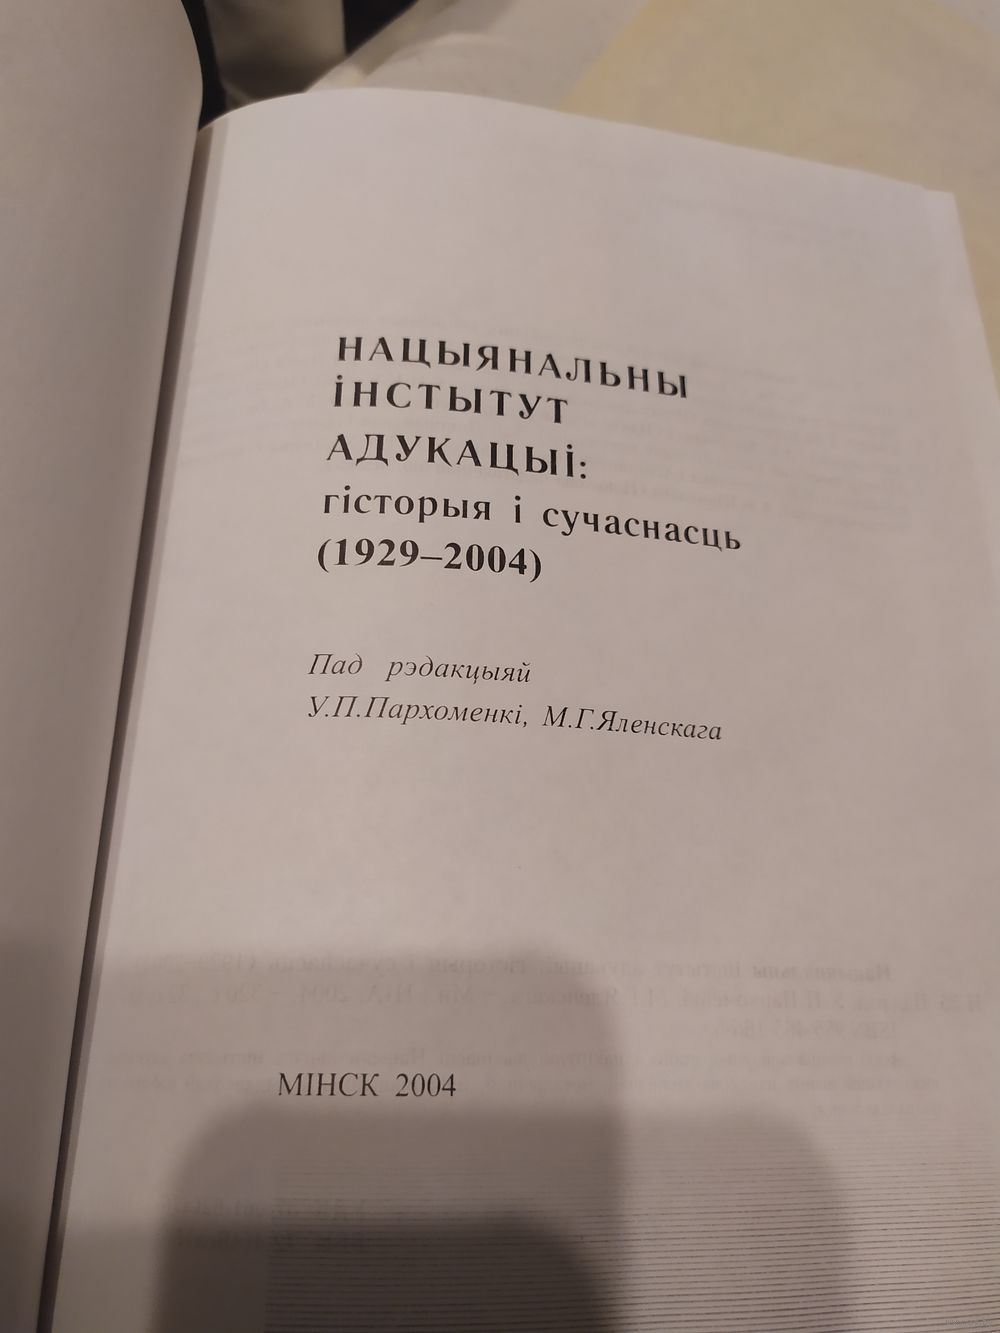 НАЦЫЯНАЛЬНЫ
ІНСТЫТУТ
АДУКАЦЫІ:
гісторыя і сучаснасць
(1929–2004)
Пад рэдакцыяй
У.П.Пархоменкі, М.Г.Яленскага
МІНСК 2004